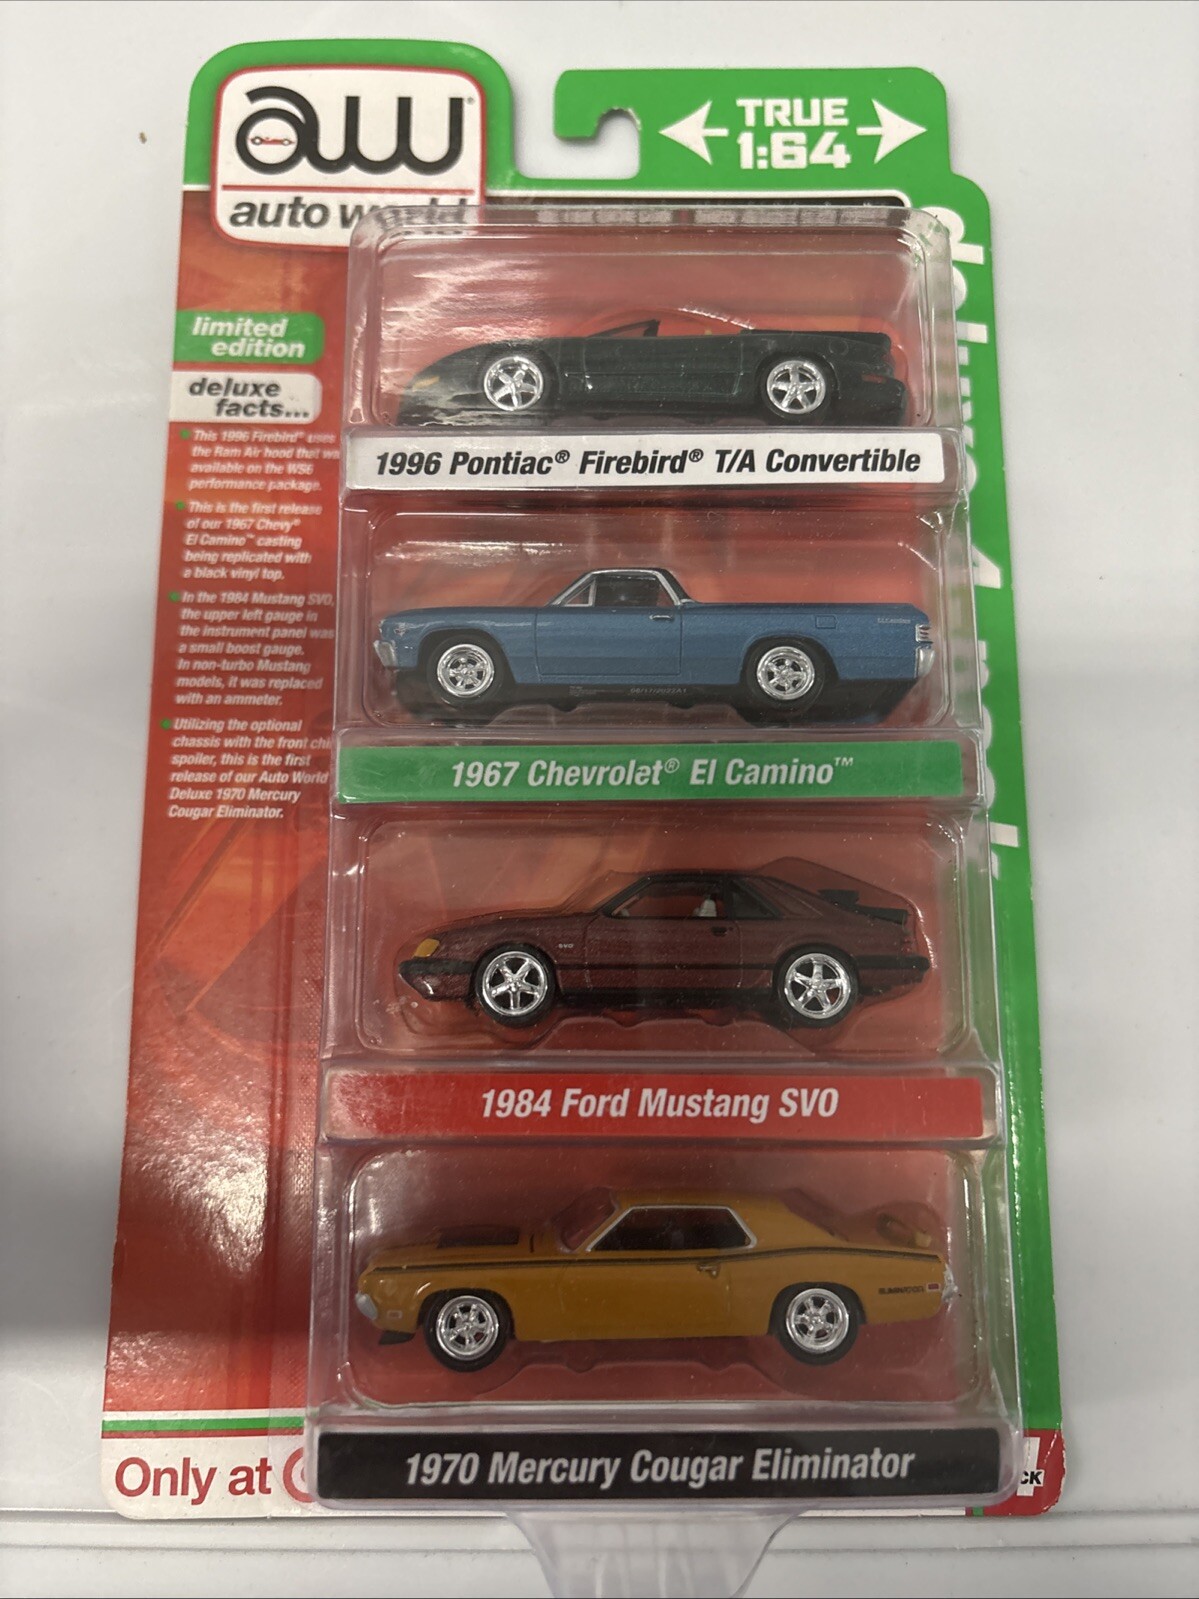 aw®
auto world
TRUE
1:64
limited
edition
deluxe
facts...
This 1996 Firebird® uses
the Ram Air hood that was
available on the WS6
performance package.
This is the first release
of our 1967 Chevy®
El Camino™ casting
being replicated with
a black vinyl top.
In the 1984 Mustang SVO,
the upper left gauge in
the instrument panel was
a small boost gauge.
In non-turbo Mustang
models, it was replaced
with an ammeter.
Utilizing the optional
chassis with the front chin
spoiler, this is the first
release of our Auto World
Deluxe 1970 Mercury
Cougar Eliminator.
1996 Pontiac® Firebird® T/A Convertible
El Camino
1967 Chevrolet® El Camino™
SVO
1984 Ford Mustang SVO
ELIMINATOR
1970 Mercury Cougar Eliminator
Only at
CK